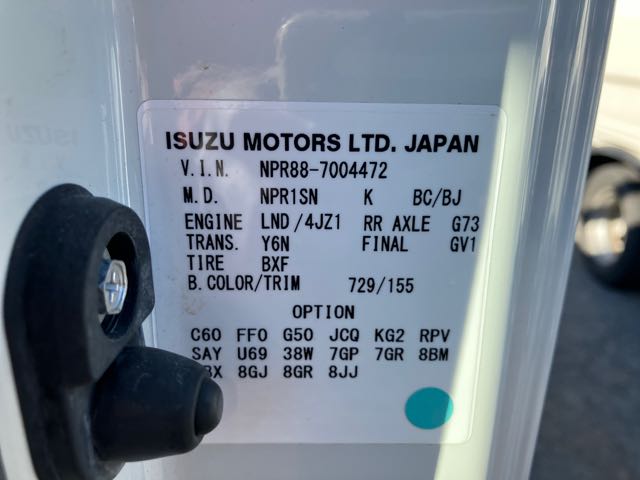 ISUZU MOTORS LTD. JAPAN
V.I.N. NPR88-7004472
M.D. NPR1SN K BC/BJ
ENGINE LND/4JZ1 RR AXLE G73
TRANS. Y6N FINAL GV1
TIRE BXF
B.COLOR/TRIM 729/155
OPTION
C60 FF0 G50 JCQ KG2 RPV
SAY U69 38W 7GP 7GR 8BM
8GJ 8GR 8JJ